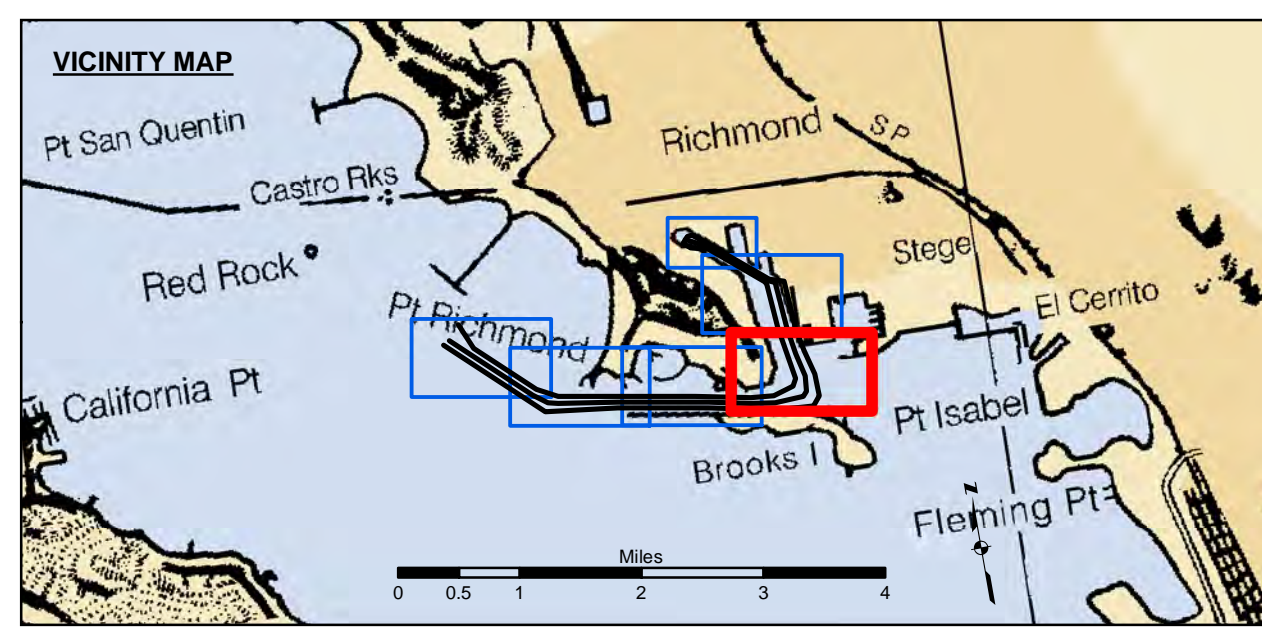 VICINITY MAP
Pt San Quentin
Castro Rks
Red Rock
Richmond
S P
Stege
El Cerrito
Pt Richmond
California Pt
Pt Isabel
Brooks I
Fleming Pt
N
Miles
0 0.5 1 2 3 4